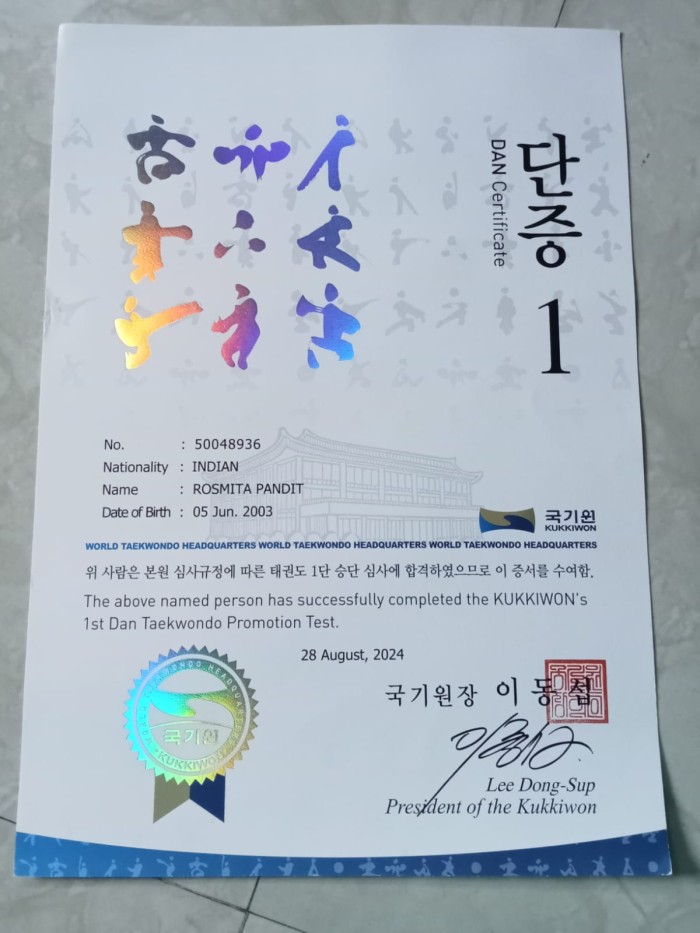 단증
DAN Certificate
1
No. : 50048936
Nationality : INDIAN
Name : ROSMITA PANDIT
Date of Birth : 05 Jun. 2003
국기원
KUKKIWON
WORLD TAEKWONDO HEADQUARTERS WORLD TAEKWONDO HEADQUARTERS WORLD TAEKWONDO HEADQUARTERS
위 사람은 본원 심사규정에 따른 태권도 1단 승단 심사에 합격하였으므로 이 증서를 수여함.
The above named person has successfully completed the KUKKIWON's
1st Dan Taekwondo Promotion Test.
28 August, 2024
국기원장 이동섭
Lee Dong-Sup
President of the Kukkiwon
국기원
KUKKIWON